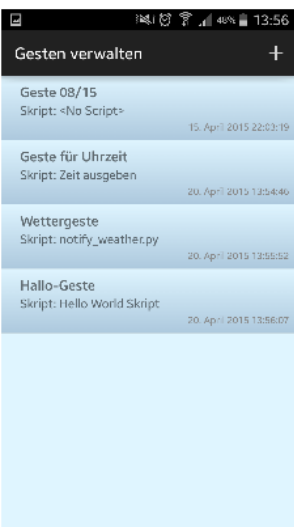 48% 13:56
Gesten verwalten +
Geste 08/15
Skript: <No Script>
15. April 2015 22:03:19
Geste für Uhrzeit
Skript: Zeit ausgeben
20. April 2015 13:54:46
Wettergeste
Skript: notify_weather.py
20. April 2015 13:55:52
Hallo-Geste
Skript: Hello World Skript
20. April 2015 13:56:07